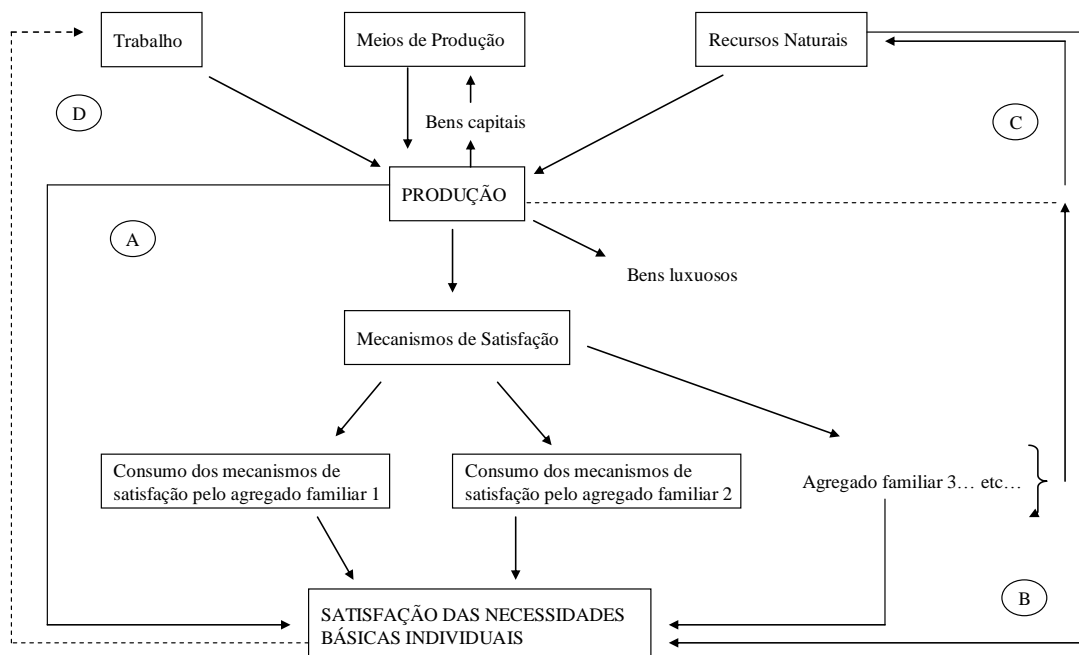 Trabalho
Meios de Produção
Recursos Naturais
D
Bens capitais
C
PRODUÇÃO
A
Bens luxuosos
Mecanismos de Satisfação
Consumo dos mecanismos de
satisfação pelo agregado familiar 1
Consumo dos mecanismos de
satisfação pelo agregado familiar 2
Agregado familiar 3… etc…
B
SATISFAÇÃO DAS NECESSIDADES
BÁSICAS INDIVIDUAIS